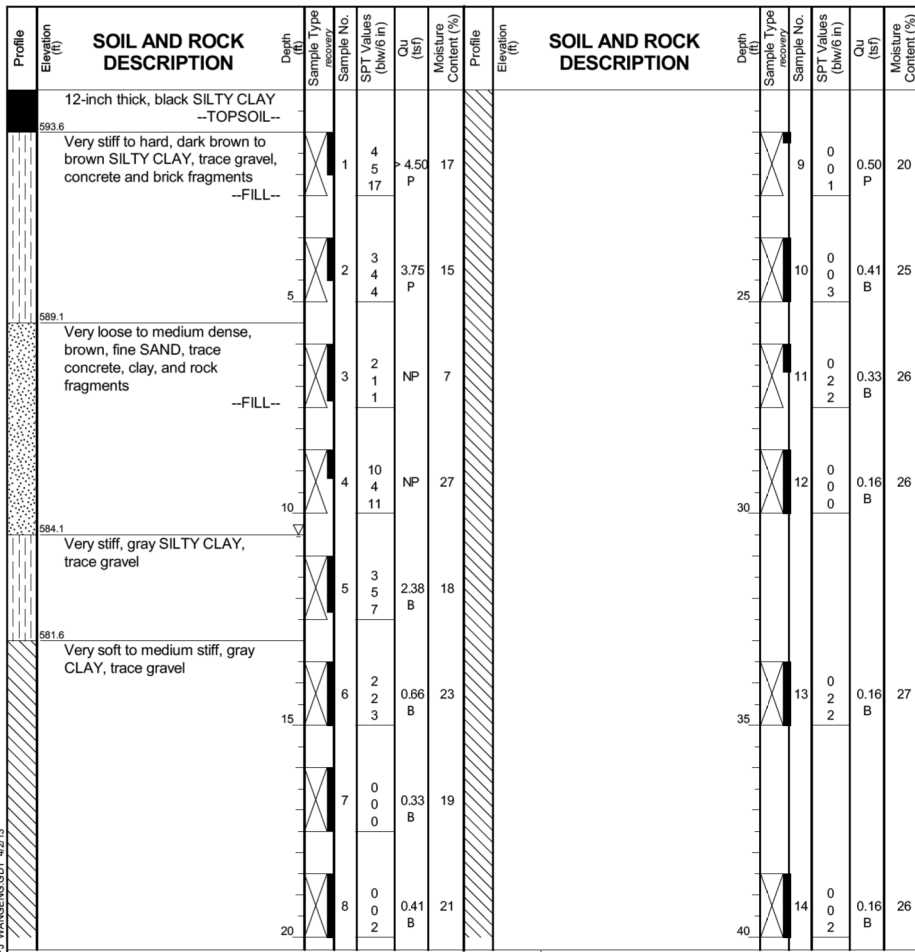 Profile
Elevation
(ft)
SOIL AND ROCK
DESCRIPTION
Depth
(ft)
Sample Type
recovery
Sample No.
SPT Values
(blw/6 in)
Qu
(tsf)
Moisture
Content (%)
Profile
Elevation
(ft)
SOIL AND ROCK
DESCRIPTION
Depth
(ft)
Sample Type
recovery
Sample No.
SPT Values
(blw/6 in)
Qu
(tsf)
Moisture
Content (%)
12-inch thick, black SILTY CLAY
--TOPSOIL--
593.6
Very stiff to hard, dark brown to
brown SILTY CLAY, trace gravel,
concrete and brick fragments
--FILL--
1
4
5
17
> 4.50
P
17
2
3
4
4
3.75
P
15
5
589.1
Very loose to medium dense,
brown, fine SAND, trace
concrete, clay, and rock
fragments
--FILL--
3
2
1
1
NP
7
4
10
4
11
NP
27
10
584.1
Very stiff, gray SILTY CLAY,
trace gravel
5
3
5
7
2.38
B
18
581.6
Very soft to medium stiff, gray
CLAY, trace gravel
6
2
2
3
0.66
B
23
15
7
0
0
0
0.33
B
19
8
0
0
2
0.41
B
21
20
9
0
0
1
0.50
P
20
10
0
0
3
0.41
B
25
25
11
0
2
2
0.33
B
26
12
0
0
0
0.16
B
26
30
13
0
2
2
0.16
B
27
35
14
0
0
2
0.16
B
26
40